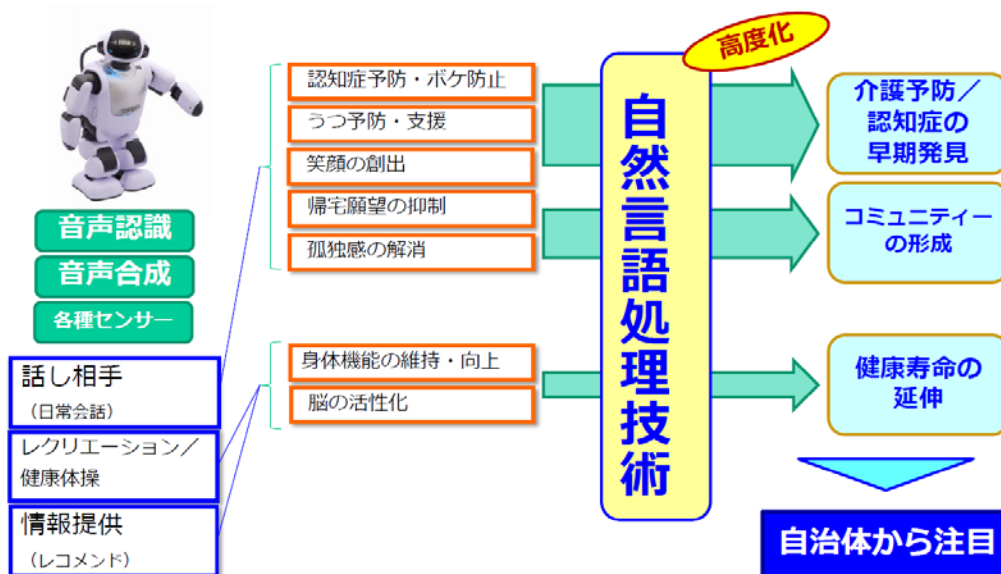 音声認識
音声合成
各種センサー
話し相手
（日常会話）
レクリエーション／
健康体操
情報提供
（レコメンド）
認知症予防・ボケ防止
うつ予防・支援
笑顔の創出
帰宅願望の抑制
孤独感の解消
身体機能の維持・向上
脳の活性化
自然言語処理技術
高度化
介護予防／
認知症の
早期発見
コミュニティー
の形成
健康寿命の
延伸
自治体から注目